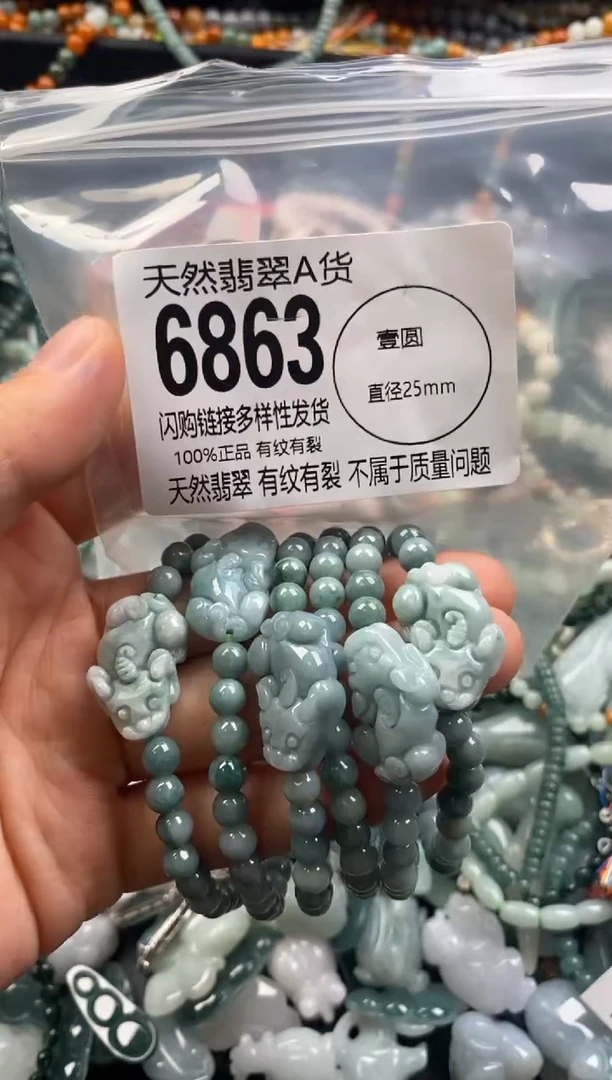 天然翡翠A货
6863
壹圆
直径25mm
闪购链接多样性发货
100%正品 有纹有裂
天然翡翠 有纹有裂 不属于质量问题